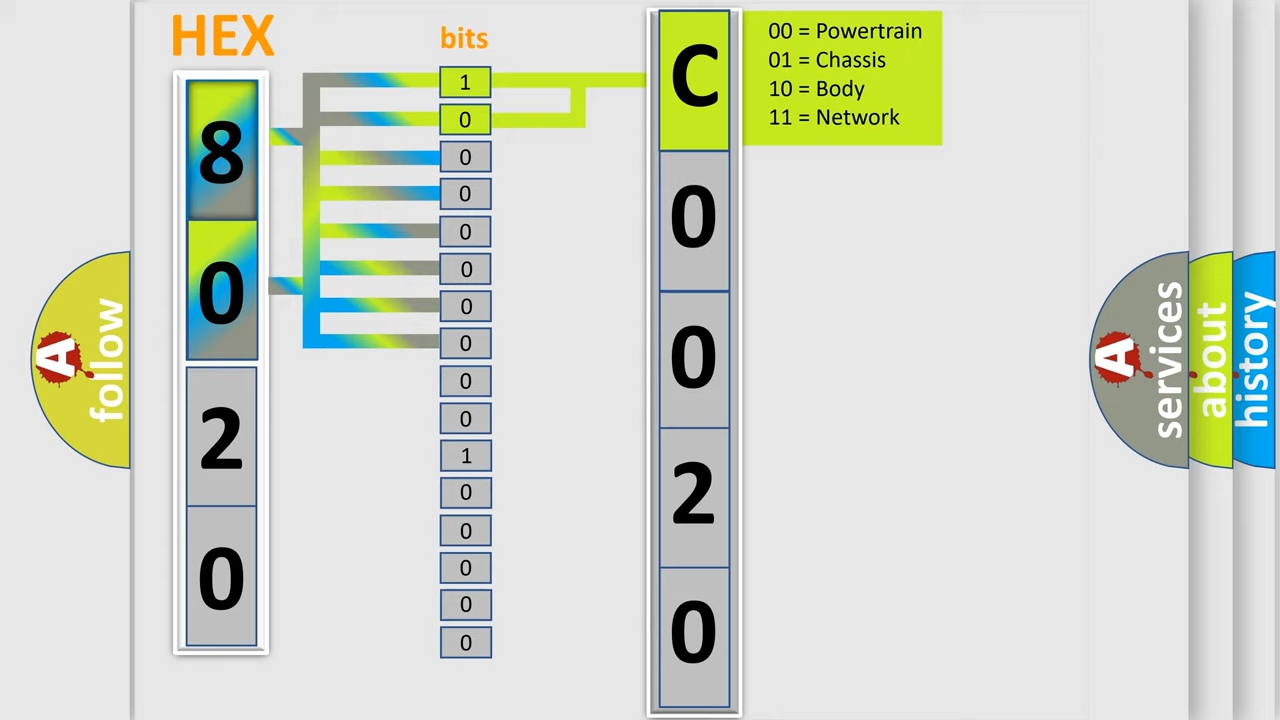 HEX
bits
8
0
2
0
1
0
0
0
0
0
0
0
0
0
1
0
0
0
0
0
C
0
0
2
0
00 = Powertrain
01 = Chassis
10 = Body
11 = Network
A
follow
A
services
about
history